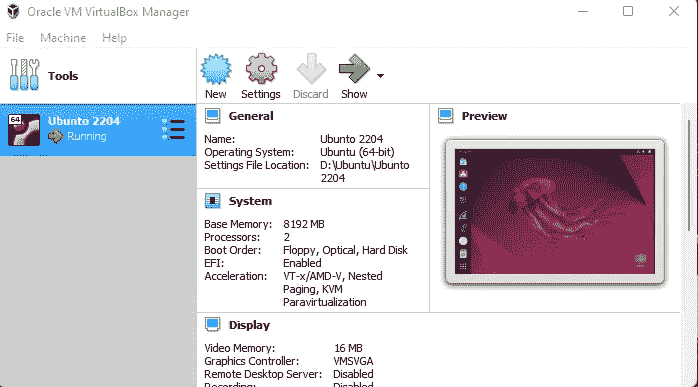 Oracle VM VirtualBox Manager
File Machine Help
Tools
New Settings Discard Show
64
Ubunto 2204
Running
General
Name: Ubunto 2204
Operating System: Ubuntu (64-bit)
Settings File Location: D:\Ubuntu\Ubunto
2204
System
Base Memory: 8192 MB
Processors: 2
Boot Order: Floppy, Optical, Hard Disk
EFI: Enabled
Acceleration: VT-x/AMD-V, Nested
Paging, KVM
Paravirtualization
Display
Video Memory: 16 MB
Graphics Controller: VMSVGA
Remote Desktop Server: Disabled
Recording: Disabled
Preview